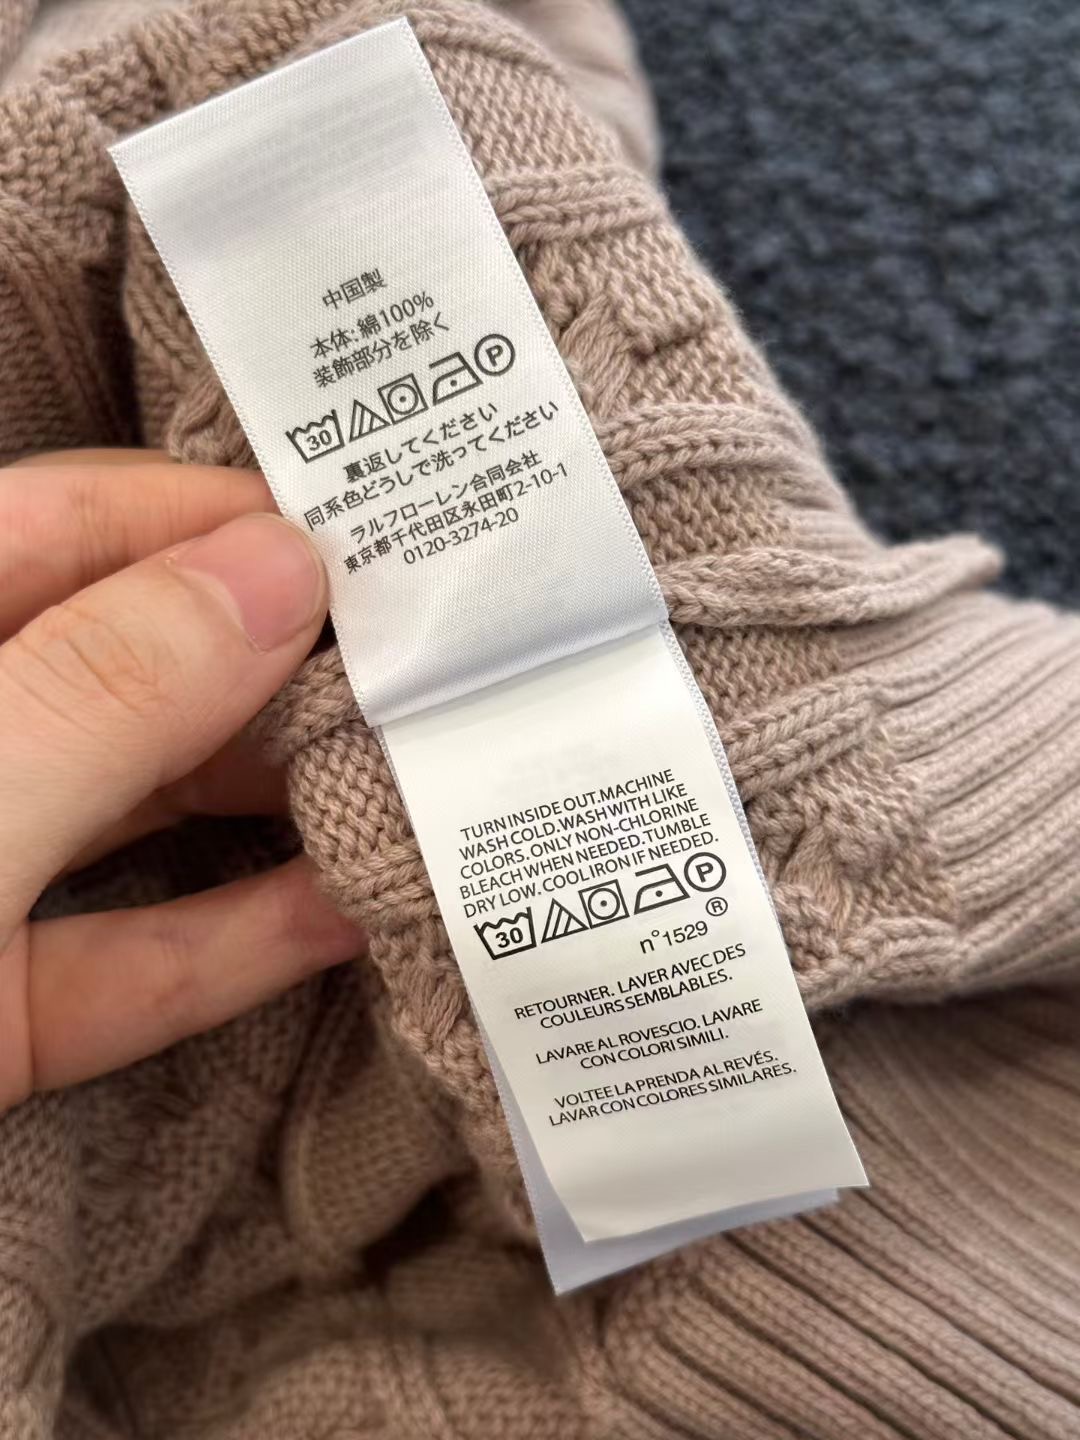 中国製
本体:綿100%
装飾部分を除く
30 P
裏返してください
同系色どうしで洗ってください
ラルフローレン合同会社
東京都千代田区永田町2-10-1
0120-3274-20
TURN INSIDE OUT.MACHINE
WASH COLD.WASH WITH LIKE
COLORS. ONLY NON-CHLORINE
BLEACH WHEN NEEDED.TUMBLE
DRY LOW. COOL IRON IF NEEDED.
30 P
®
n°1529
RETOURNER. LAVER AVEC DES
COULEURS SEMBLABLES.
LAVARE AL ROVESCIO. LAVARE
CON COLORI SIMILI.
VOLTEE LA PRENDA AL REVÉS.
LAVAR CON COLORES SIMILARES.